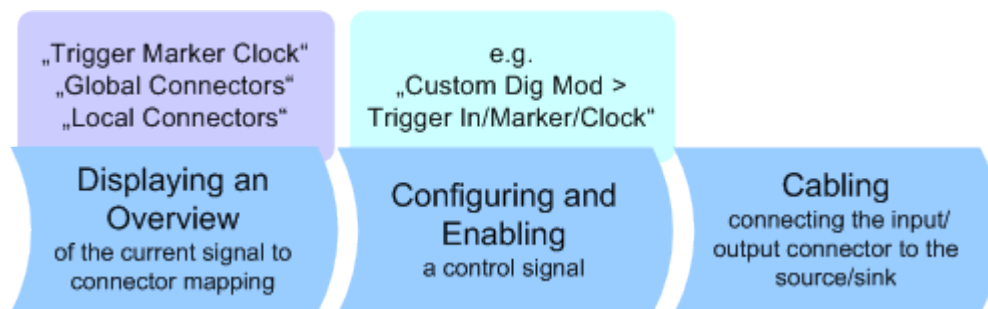 „Trigger Marker Clock“
„Global Connectors“
„Local Connectors“
Displaying an
Overview
of the current signal to
connector mapping
e.g.
„Custom Dig Mod >
Trigger In/Marker/Clock“
Configuring and
Enabling
a control signal
Cabling
connecting the input/
output connector to the
source/sink